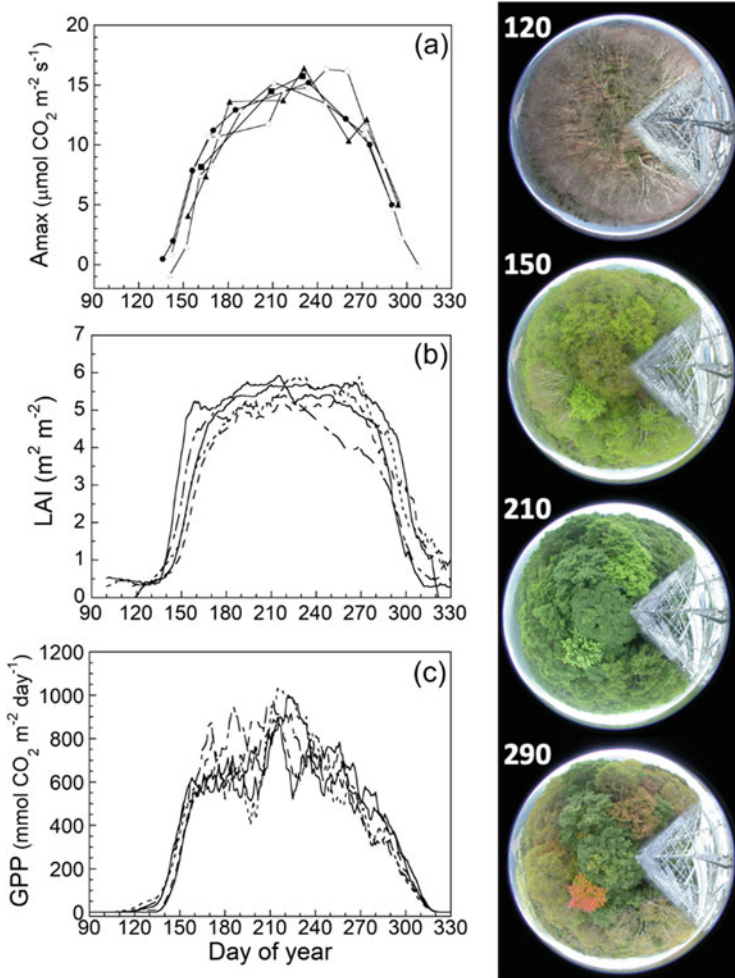 (a)
Amax (μmol CO2 m-2 s-1)
20
15
10
5
0
90 120 150 180 210 240 270 300 330
(b)
LAI (m2 m-2)
7
6
5
4
3
2
1
0
90 120 150 180 210 240 270 300 330
(c)
GPP (mmol CO2 m-2 day-1)
1200
1000
800
600
400
200
0
90 120 150 180 210 240 270 300 330
Day of year
120
150
210
290